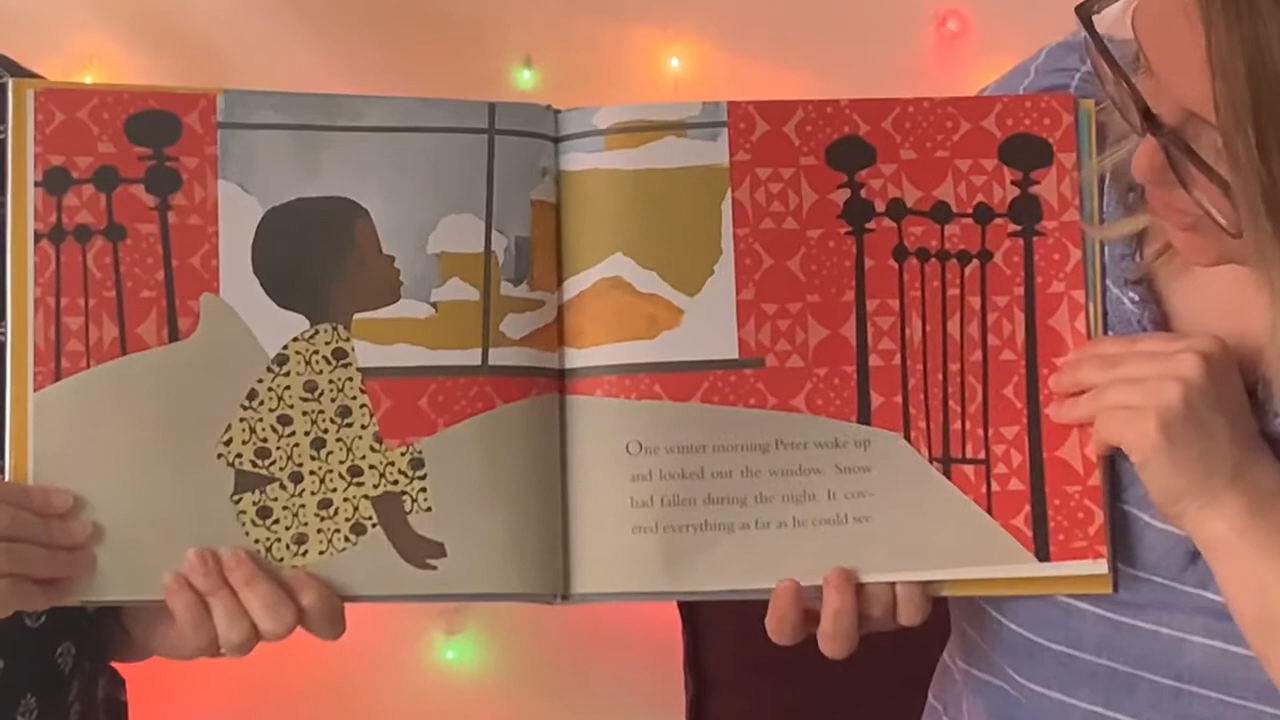 One winter morning Peter woke up
and looked out the window. Snow
had fallen during the night. It cov-
ered everything as far as he could see.